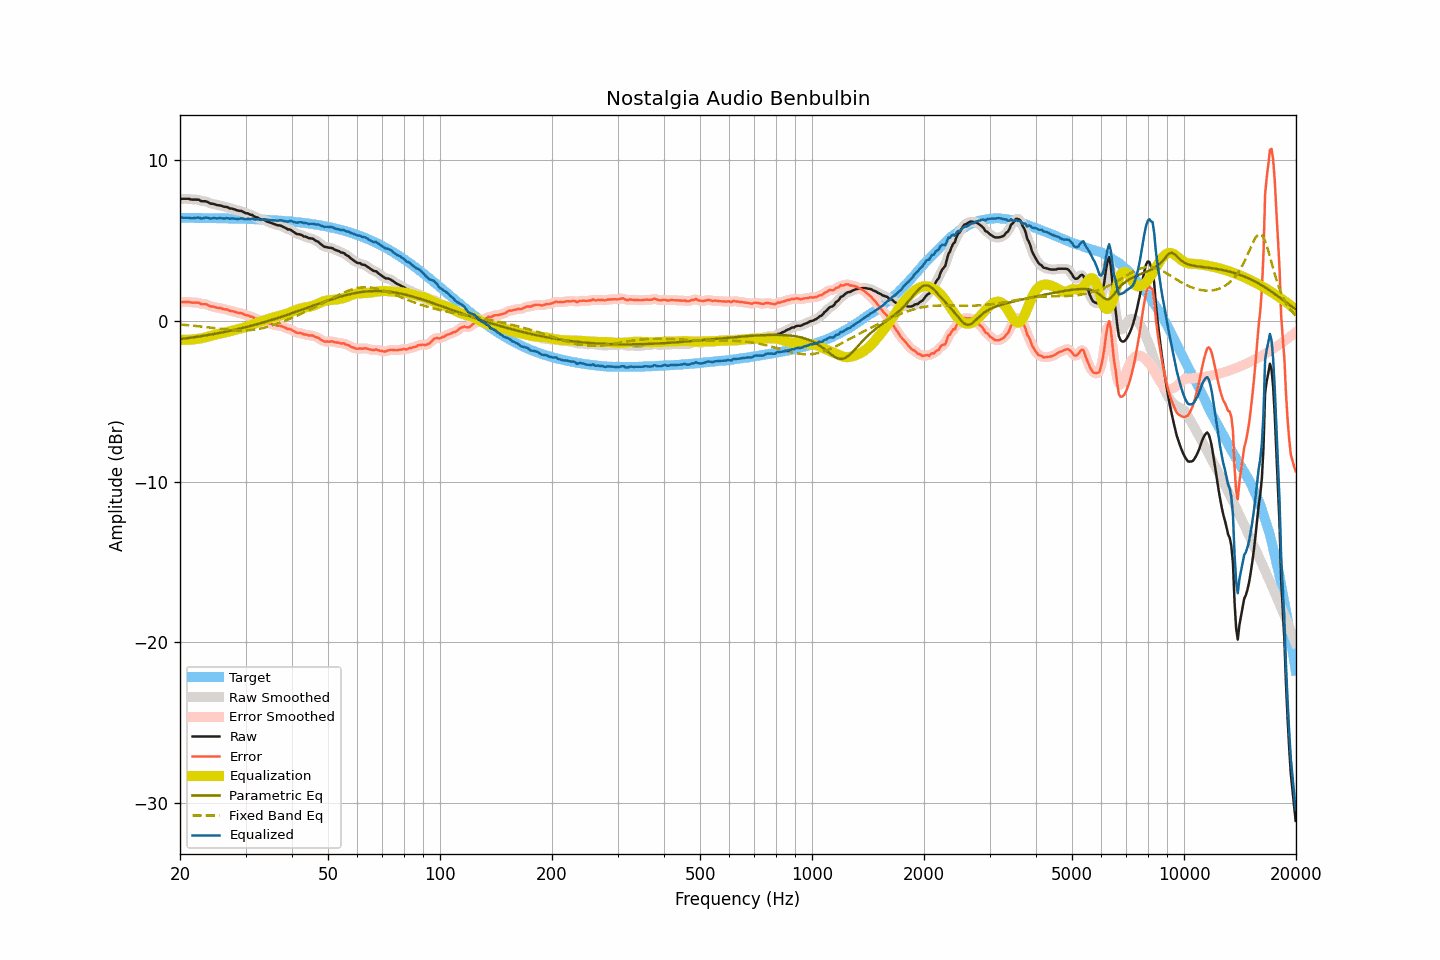 Nostalgia Audio Benbulbin
10
0
−10
−20
−30
Amplitude (dBr)
Target
Raw Smoothed
Error Smoothed
Raw
Error
Equalization
Parametric Eq
Fixed Band Eq
Equalized
20 50 100 200 500 1000 2000 5000 10000 20000
Frequency (Hz)